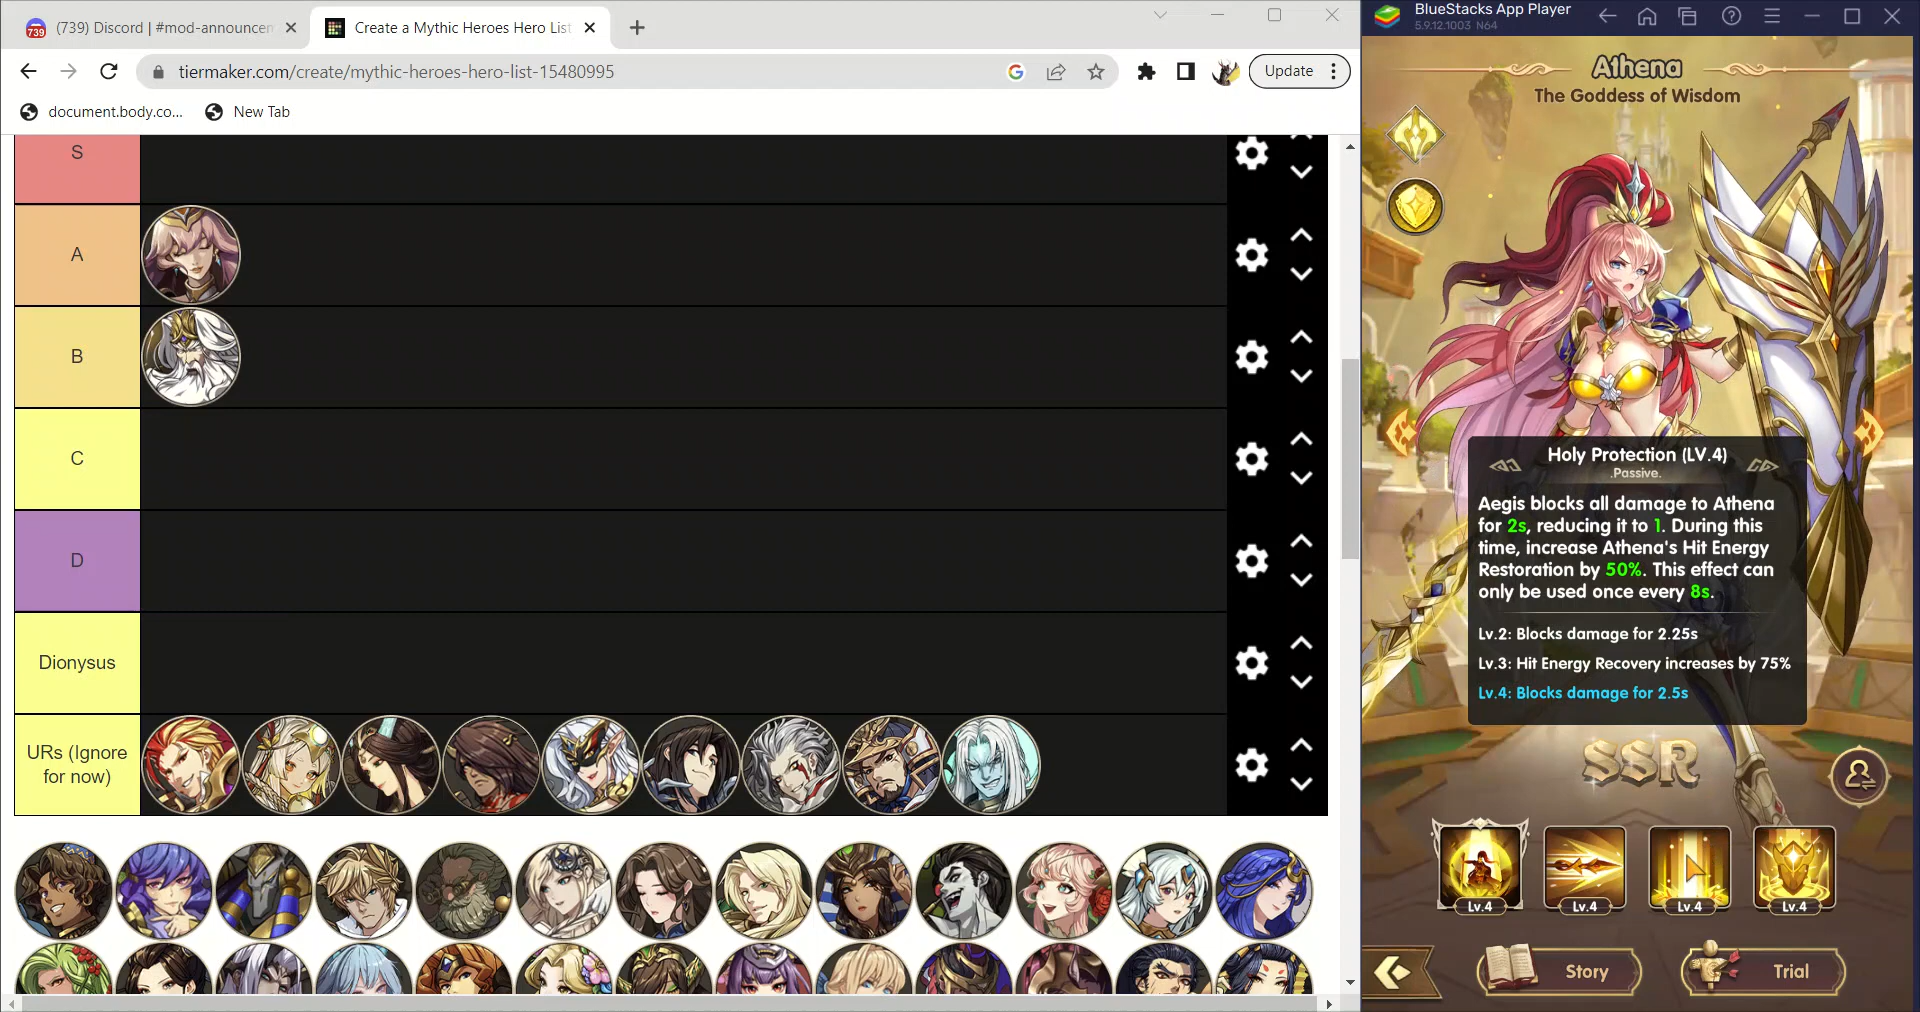 739
(739) Discord | #mod-announcem
Create a Mythic Heroes Hero List
tiermaker.com/create/mythic-heroes-hero-list-15480995
Update
document.body.co...
New Tab
S
A
B
C
D
Dionysus
URs (Ignore
for now)
BlueStacks App Player
5.9.12.1003 N64
Athena
The Goddess of Wisdom
Holy Protection (LV.4)
.Passive.
Aegis blocks all damage to Athena
for 2s, reducing it to 1. During this
time, increase Athena's Hit Energy
Restoration by 50%. This effect can
only be used once every 8s.
Lv.2: Blocks damage for 2.25s
Lv.3: Hit Energy Recovery increases by 75%
Lv.4: Blocks damage for 2.5s
SSR
Lv.4
Lv.4
Lv.4
Lv.4
Story
Trial